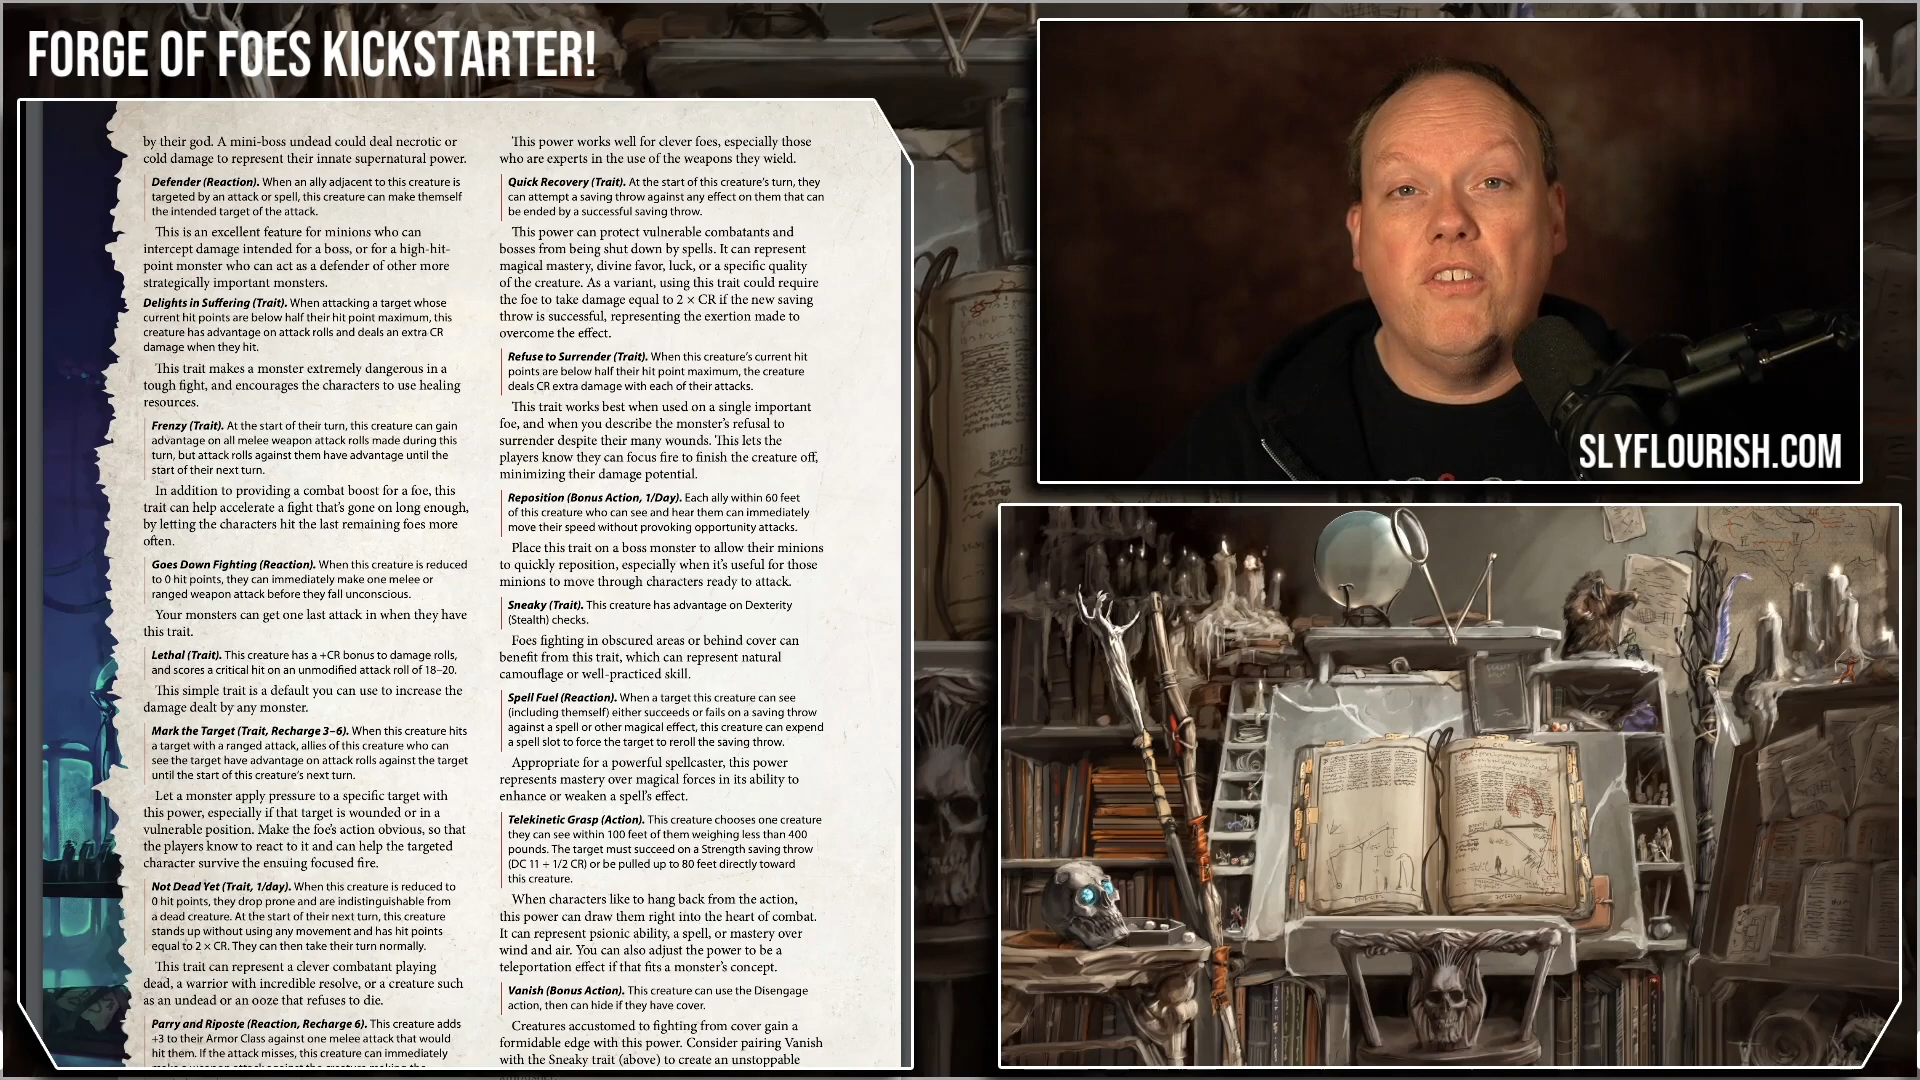 FORGE OF FOES KICKSTARTER!
by their god. A mini-boss undead could deal necrotic or
cold damage to represent their innate supernatural power.
Defender (Reaction). When an ally adjacent to this creature is
targeted by an attack or spell, this creature can make themself
the intended target of the attack.
This is an excellent feature for minions who can
intercept damage intended for a boss, or for a high-hit-
point monster who can act as a defender of other more
strategically important monsters.
Delights in Suffering (Trait). When attacking a target whose
current hit points are below half their hit point maximum, this
creature has advantage on attack rolls and deals an extra CR
damage when they hit.
This trait makes a monster extremely dangerous in a
tough fight, and encourages the characters to use healing
resources.
Frenzy (Trait). At the start of their turn, this creature can gain
advantage on all melee weapon attack rolls made during this
turn, but attack rolls against them have advantage until the
start of their next turn.
In addition to providing a combat boost for a foe, this
trait can help accelerate a fight that's gone on long enough,
by letting the characters hit the last remaining foes more
often.
Goes Down Fighting (Reaction). When this creature is reduced
to 0 hit points, they can immediately make one melee or
ranged weapon attack before they fall unconscious.
Your monsters can get one last attack in when they have
this trait.
Lethal (Trait). This creature has a +CR bonus to damage rolls,
and scores a critical hit on an unmodified attack roll of 18–20.
This simple trait is a default you can use to increase the
damage dealt by any monster.
Mark the Target (Trait, Recharge 3–6). When this creature hits
a target with a ranged attack, allies of this creature who can
see the target have advantage on attack rolls against the target
until the start of this creature's next turn.
Let a monster apply pressure to a specific target with
this power, especially if that target is wounded or in a
vulnerable position. Make the foe's action obvious, so that
the players know to react to it and can help the targeted
character survive the ensuing focused fire.
Not Dead Yet (Trait, 1/day). When this creature is reduced to
0 hit points, they drop prone and are indistinguishable from
a dead creature. At the start of their next turn, this creature
stands up without using any movement and has hit points
equal to 2 × CR. They can then take their turn normally.
This trait can represent a clever combatant playing
dead, a warrior with incredible resolve, or a creature such
as an undead or an ooze that refuses to die.
Parry and Riposte (Reaction, Recharge 6). This creature adds
+3 to their Armor Class against one melee attack that would
hit them. If the attack misses, this creature can immediately
This power works well for clever foes, especially those
who are experts in the use of the weapons they wield.
Quick Recovery (Trait). At the start of this creature's turn, they
can attempt a saving throw against any effect on them that can
be ended by a successful saving throw.
This power can protect vulnerable combatants and
bosses from being shut down by spells. It can represent
magical mastery, divine favor, luck, or a specific quality
of the creature. As a variant, using this trait could require
the foe to take damage equal to 2 × CR if the new saving
throw is successful, representing the exertion made to
overcome the effect.
Refuse to Surrender (Trait). When this creature's current hit
points are below half their hit point maximum, the creature
deals CR extra damage with each of their attacks.
This trait works best when used on a single important
foe, and when you describe the monster's refusal to
surrender despite their many wounds. This lets the
players know they can focus fire to finish the creature off,
minimizing their damage potential.
Reposition (Bonus Action, 1/Day). Each ally within 60 feet
of this creature who can see and hear them can immediately
move their speed without provoking opportunity attacks.
Place this trait on a boss monster to allow their minions
to quickly reposition, especially when it's useful for those
minions to move through characters ready to attack.
Sneaky (Trait). This creature has advantage on Dexterity
(Stealth) checks.
Foes fighting in obscured areas or behind cover can
benefit from this trait, which can represent natural
camouflage or well-practiced skill.
Spell Fuel (Reaction). When a target this creature can see
(including themself) either succeeds or fails on a saving throw
against a spell or other magical effect, this creature can expend
a spell slot to force the target to reroll the saving throw.
Appropriate for a powerful spellcaster, this power
represents mastery over magical forces in its ability to
enhance or weaken a spell's effect.
Telekinetic Grasp (Action). This creature chooses one creature
they can see within 100 feet of them weighing less than 400
pounds. The target must succeed on a Strength saving throw
(DC 11 + 1/2 CR) or be pulled up to 80 feet directly toward
this creature.
When characters like to hang back from the action,
this power can draw them right into the heart of combat.
It can represent psionic ability, a spell, or mastery over
wind and air. You can also adjust the power to be a
teleportation effect if that fits a monster's concept.
Vanish (Bonus Action). This creature can use the Disengage
action, then can hide if they have cover.
Creatures accustomed to fighting from cover gain a
formidable edge with this power. Consider pairing Vanish
with the Sneaky trait (above) to create an unstoppable
SLYFLOURISH.COM